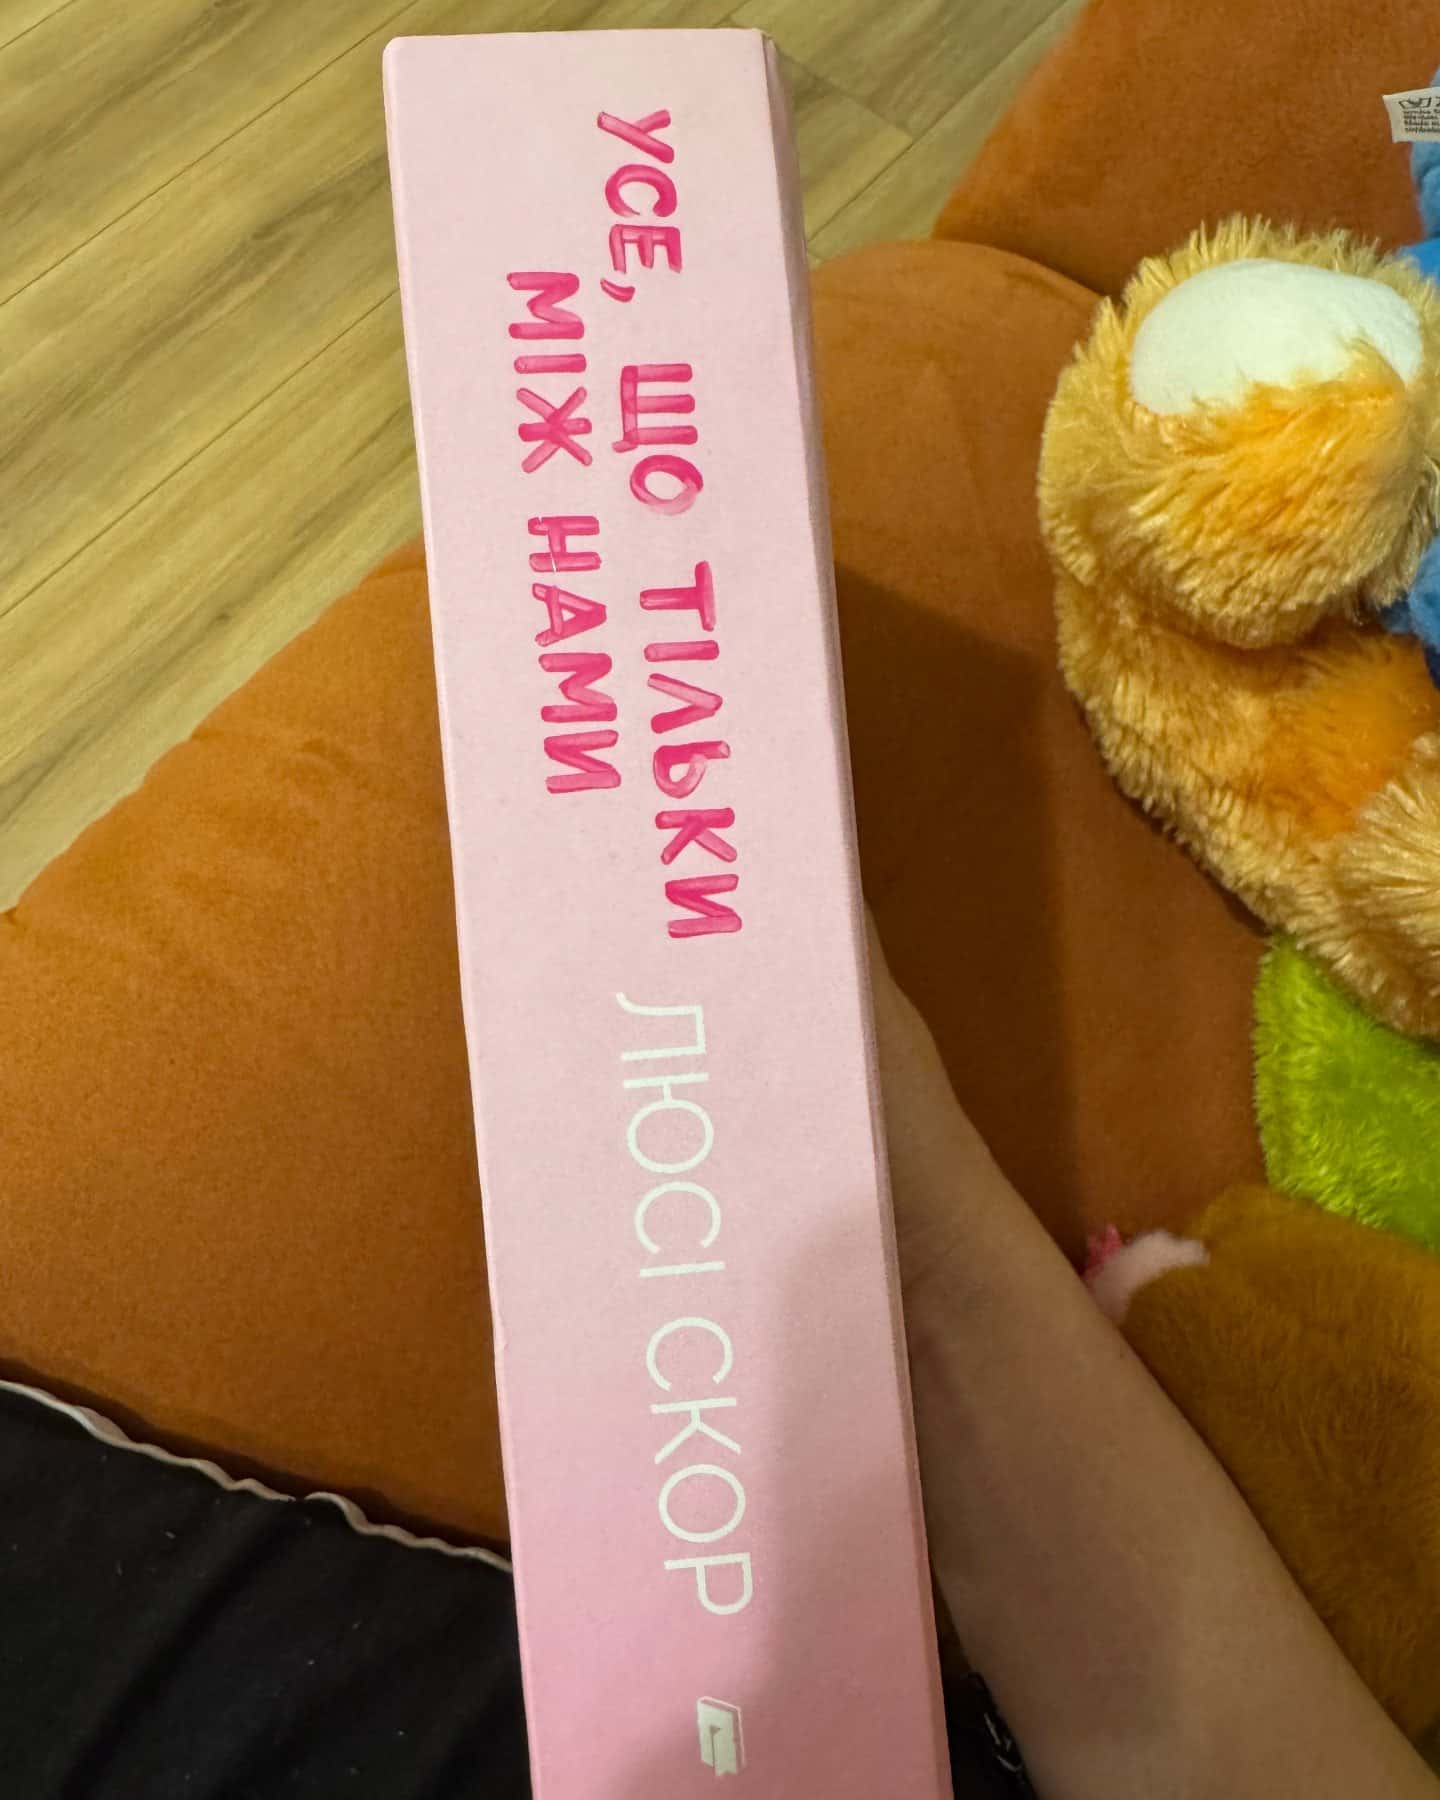 УСЕ, ЩО ТІЛЬКИ
МІЖ НАМИ
ЛЮСІ СКОР